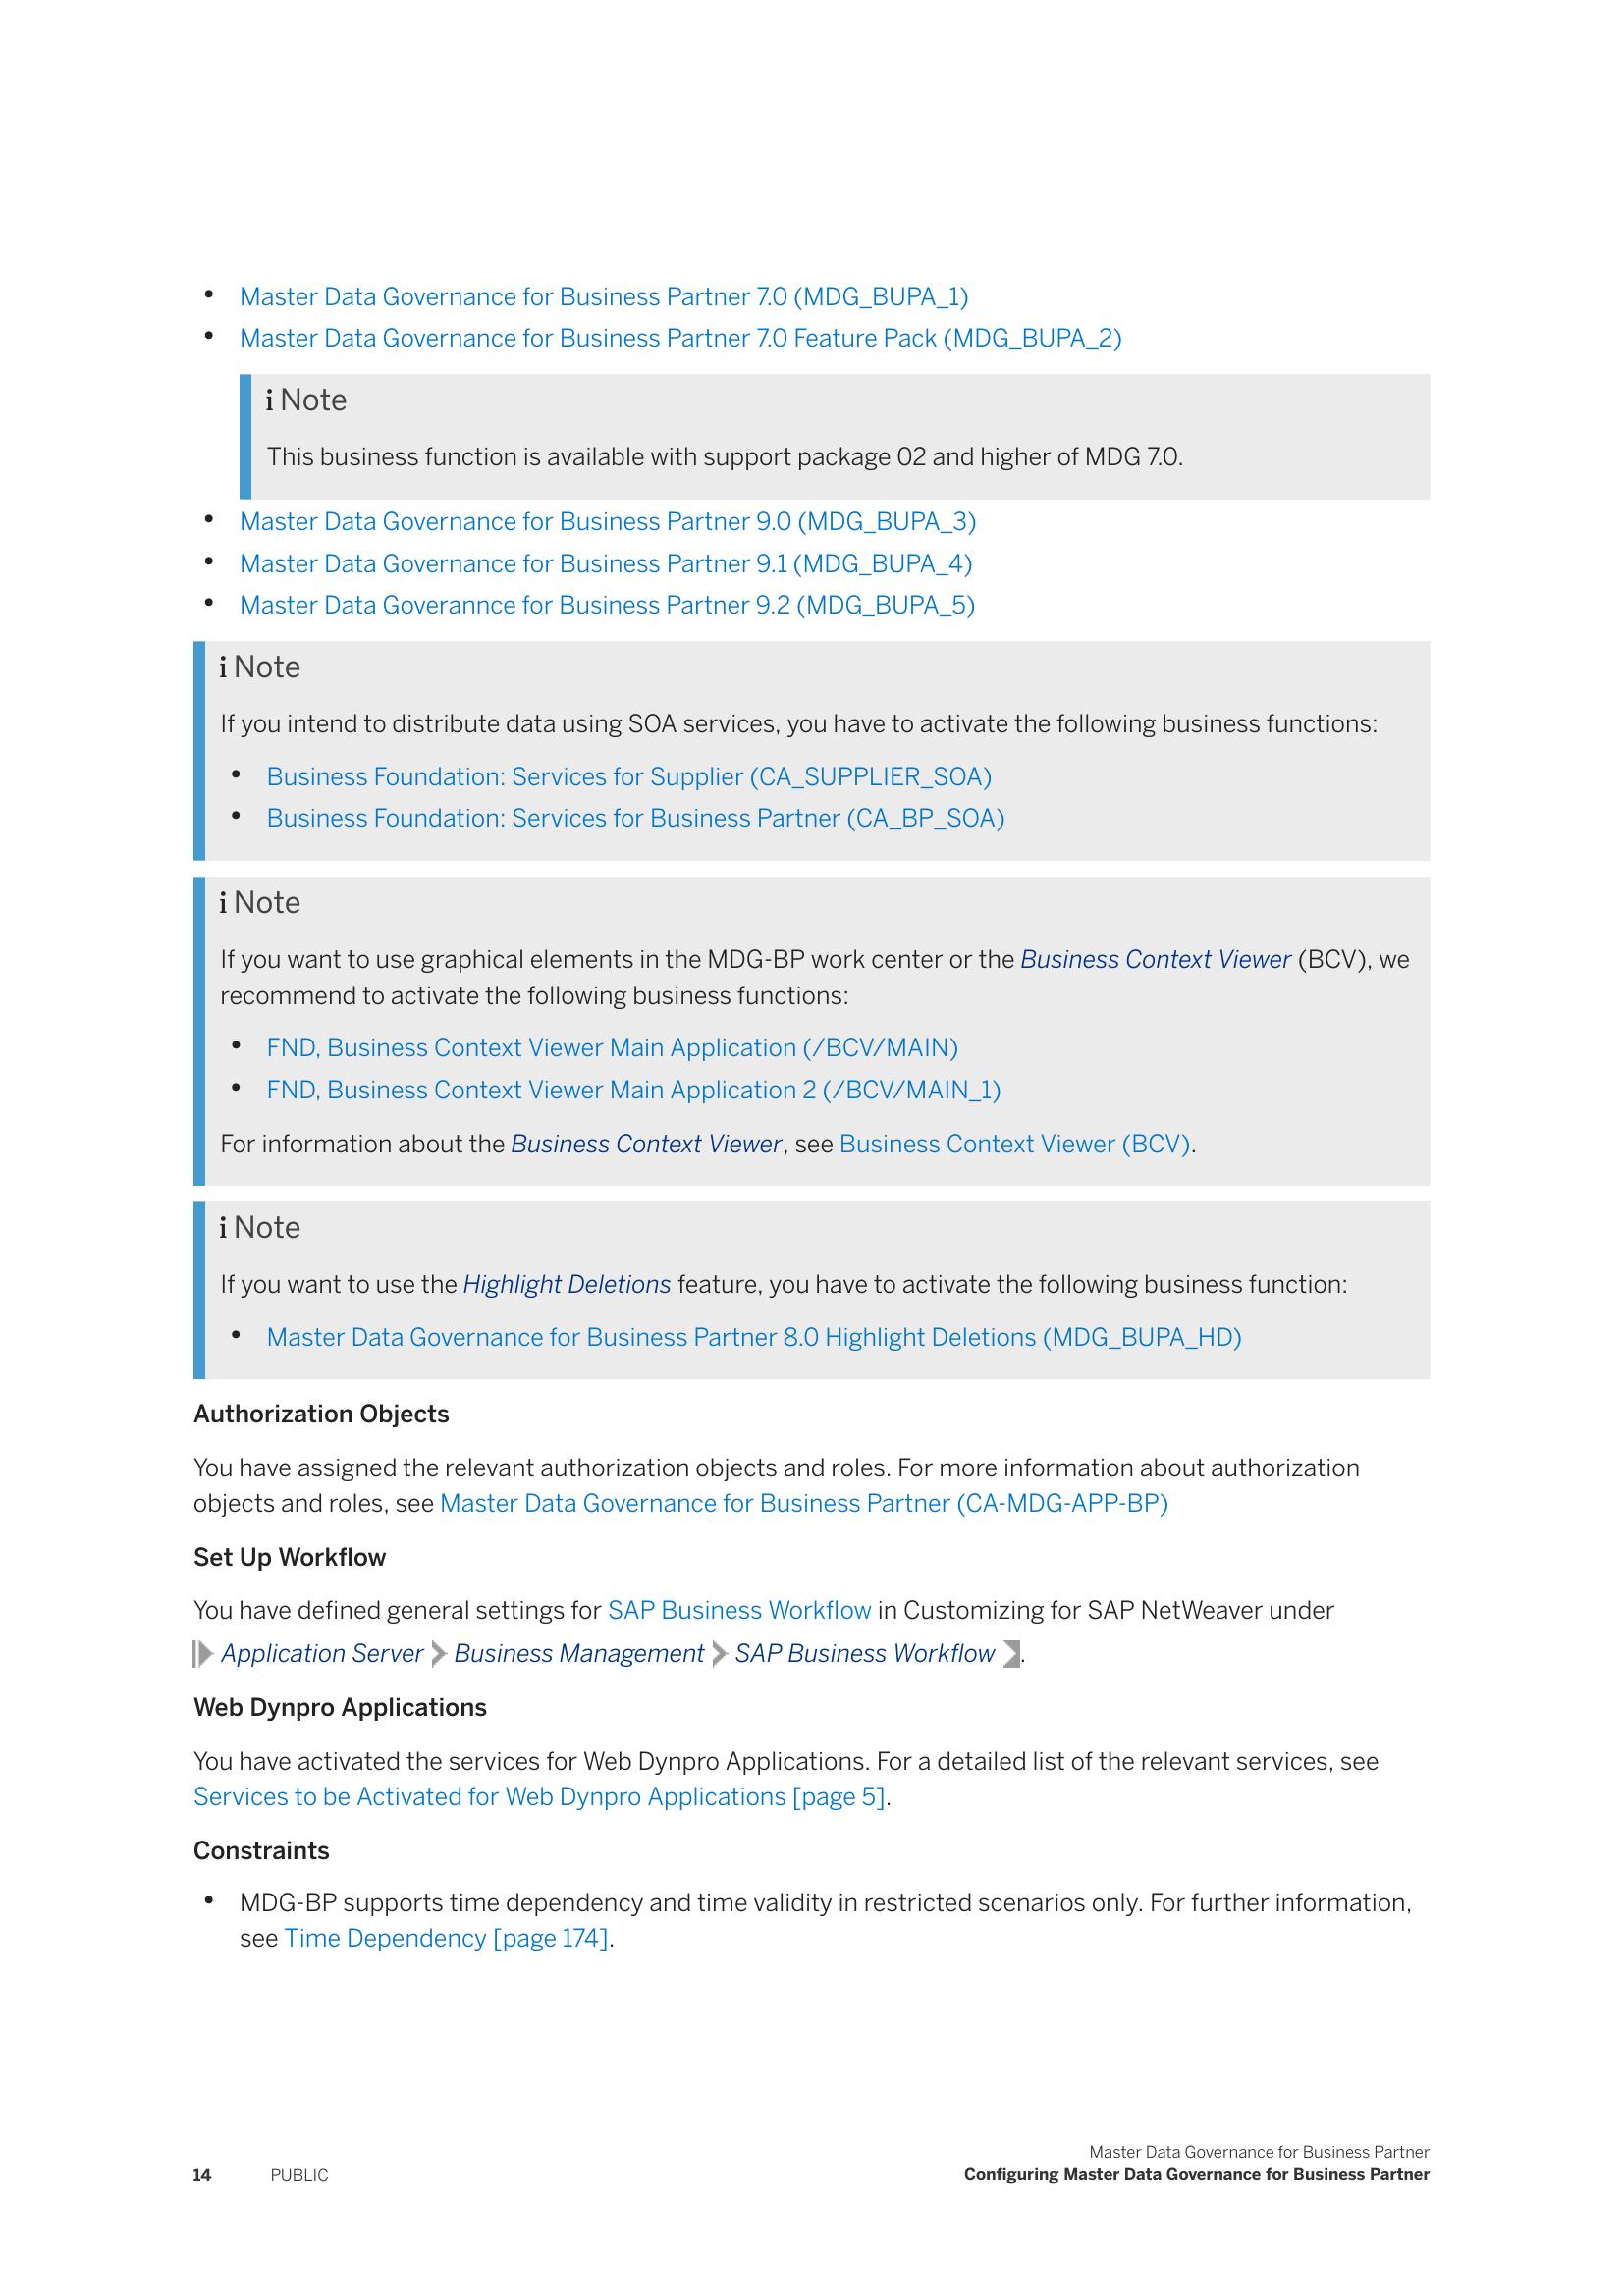 • Master Data Governance for Business Partner 7.0 (MDG_BUPA_1)
• Master Data Governance for Business Partner 7.0 Feature Pack (MDG_BUPA_2)
i Note
This business function is available with support package 02 and higher of MDG 7.0.
• Master Data Governance for Business Partner 9.0 (MDG_BUPA_3)
• Master Data Governance for Business Partner 9.1 (MDG_BUPA_4)
• Master Data Goverannce for Business Partner 9.2 (MDG_BUPA_5)
i Note
If you intend to distribute data using SOA services, you have to activate the following business functions:
• Business Foundation: Services for Supplier (CA_SUPPLIER_SOA)
• Business Foundation: Services for Business Partner (CA_BP_SOA)
i Note
If you want to use graphical elements in the MDG-BP work center or the Business Context Viewer (BCV), we
recommend to activate the following business functions:
• FND, Business Context Viewer Main Application (/BCV/MAIN)
• FND, Business Context Viewer Main Application 2 (/BCV/MAIN_1)
For information about the Business Context Viewer, see Business Context Viewer (BCV).
i Note
If you want to use the Highlight Deletions feature, you have to activate the following business function:
• Master Data Governance for Business Partner 8.0 Highlight Deletions (MDG_BUPA_HD)
Authorization Objects
You have assigned the relevant authorization objects and roles. For more information about authorization
objects and roles, see Master Data Governance for Business Partner (CA-MDG-APP-BP)
Set Up Workflow
You have defined general settings for SAP Business Workflow in Customizing for SAP NetWeaver under
Application Server Business Management SAP Business Workflow .
Web Dynpro Applications
You have activated the services for Web Dynpro Applications. For a detailed list of the relevant services, see
Services to be Activated for Web Dynpro Applications [page 5].
Constraints
• MDG-BP supports time dependency and time validity in restricted scenarios only. For further information,
see Time Dependency [page 174].
Master Data Governance for Business Partner
14 PUBLIC Configuring Master Data Governance for Business Partner